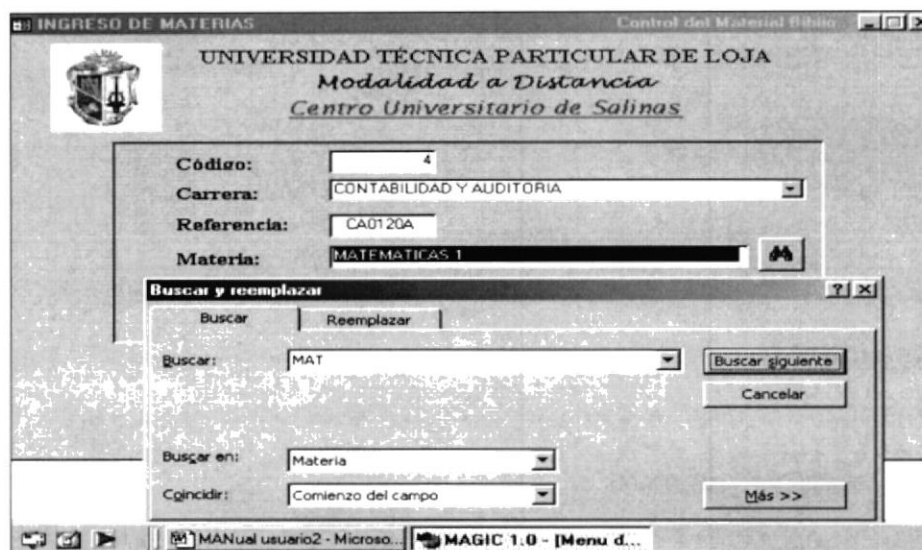 INGRESO DE MATERIAS Control del Material Biblio
UNIVERSIDAD TÉCNICA PARTICULAR DE LOJA
Modalidad a Distancia
Centro Universitario de Salinas
Código: 4
Carrera: CONTABILIDAD Y AUDITORIA
Referencia: CA0120A
Materia: MATEMATICAS 1
Buscar y reemplazar
Buscar Reemplazar
Buscar: MAT Buscar siguiente
Cancelar
Buscar en: Materia
Coincidir: Comienzo del campo Más >>
MANual usuario2 - Microso... MAGIC 1.0 - [Menu d...